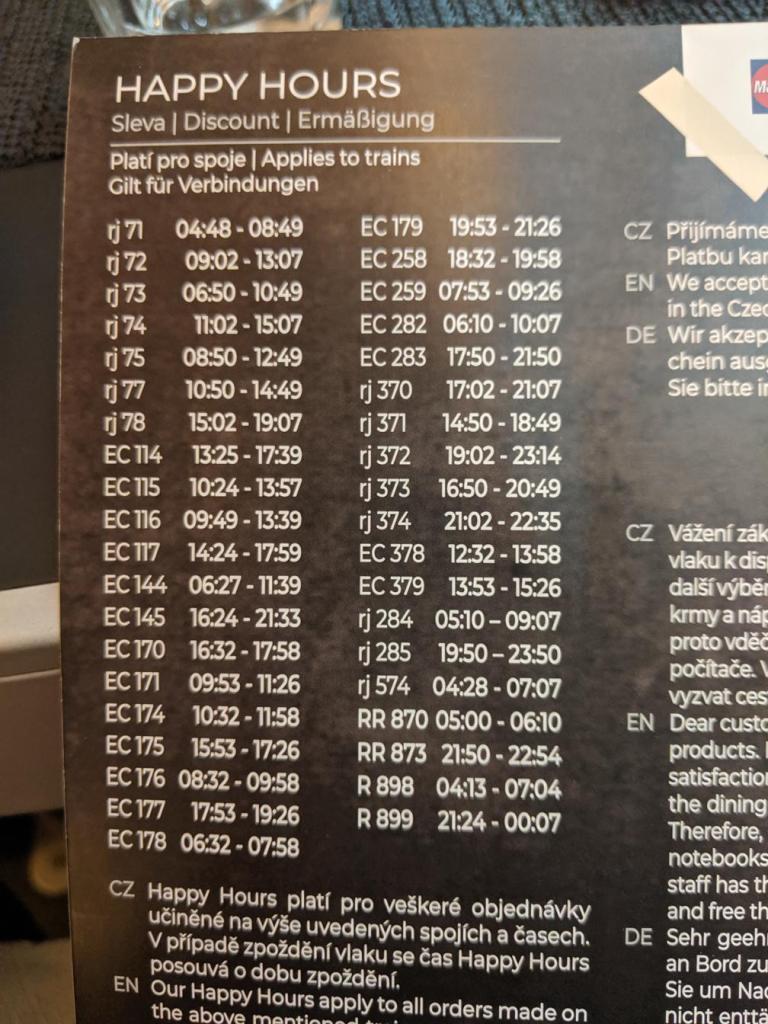 HAPPY HOURS
Sleva | Discount | Ermäßigung
Platí pro spoje | Applies to trains
Gilt für Verbindungen
rj 71 04:48 - 08:49
rj 72 09:02 - 13:07
rj 73 06:50 - 10:49
rj 74 11:02 - 15:07
rj 75 08:50 - 12:49
rj 77 10:50 - 14:49
rj 78 15:02 - 19:07
EC 114 13:25 - 17:39
EC 115 10:24 - 13:57
EC 116 09:49 - 13:39
EC 117 14:24 - 17:59
EC 144 06:27 - 11:39
EC 145 16:24 - 21:33
EC 170 16:32 - 17:58
EC 171 09:53 - 11:26
EC 174 10:32 - 11:58
EC 175 15:53 - 17:26
EC 176 08:32 - 09:58
EC 177 17:53 - 19:26
EC 178 06:32 - 07:58
EC 179 19:53 - 21:26
EC 258 18:32 - 19:58
EC 259 07:53 - 09:26
EC 282 06:10 - 10:07
EC 283 17:50 - 21:50
rj 370 17:02 - 21:07
rj 371 14:50 - 18:49
rj 372 19:02 - 23:14
rj 373 16:50 - 20:49
rj 374 21:02 - 22:35
EC 378 12:32 - 13:58
EC 379 13:53 - 15:26
rj 284 05:10 – 09:07
rj 285 19:50 – 23:50
rj 574 04:28 - 07:07
RR 870 05:00 - 06:10
RR 873 21:50 - 22:54
R 898 04:13 - 07:04
R 899 21:24 - 00:07
CZ Happy Hours platí pro veškeré objednávky
učiněné na výše uvedených spojích a časech.
V případě zpoždění vlaku se čas Happy Hours
posouvá o dobu zpoždění.
EN Our Happy Hours apply to all orders made on
the above mentioned
CZ Přijímáme
Platbu
EN We accept
in the
DE Wir
chein
Sie bitte
CZ Vážení
vlaku k
další
krmy a
proto
počítače.
vyzvat
EN Dear
products.
the dining
Therefore,
notebooks
staff has
and free
DE Sehr
an Bord zu
Sie um
nicht